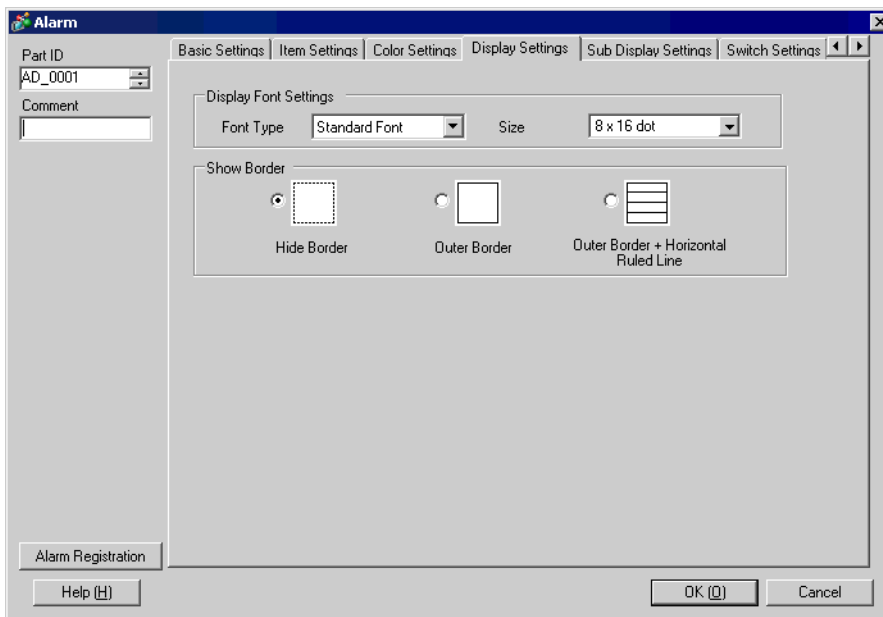 Alarm
Part ID
AD_0001
Comment
Basic Settings
Item Settings
Color Settings
Display Settings
Sub Display Settings
Switch Settings
Display Font Settings
Font Type
Standard Font
Size
8 x 16 dot
Show Border
Hide Border
Outer Border
Outer Border + Horizontal
Ruled Line
Alarm Registration
Help (H)
OK (O)
Cancel